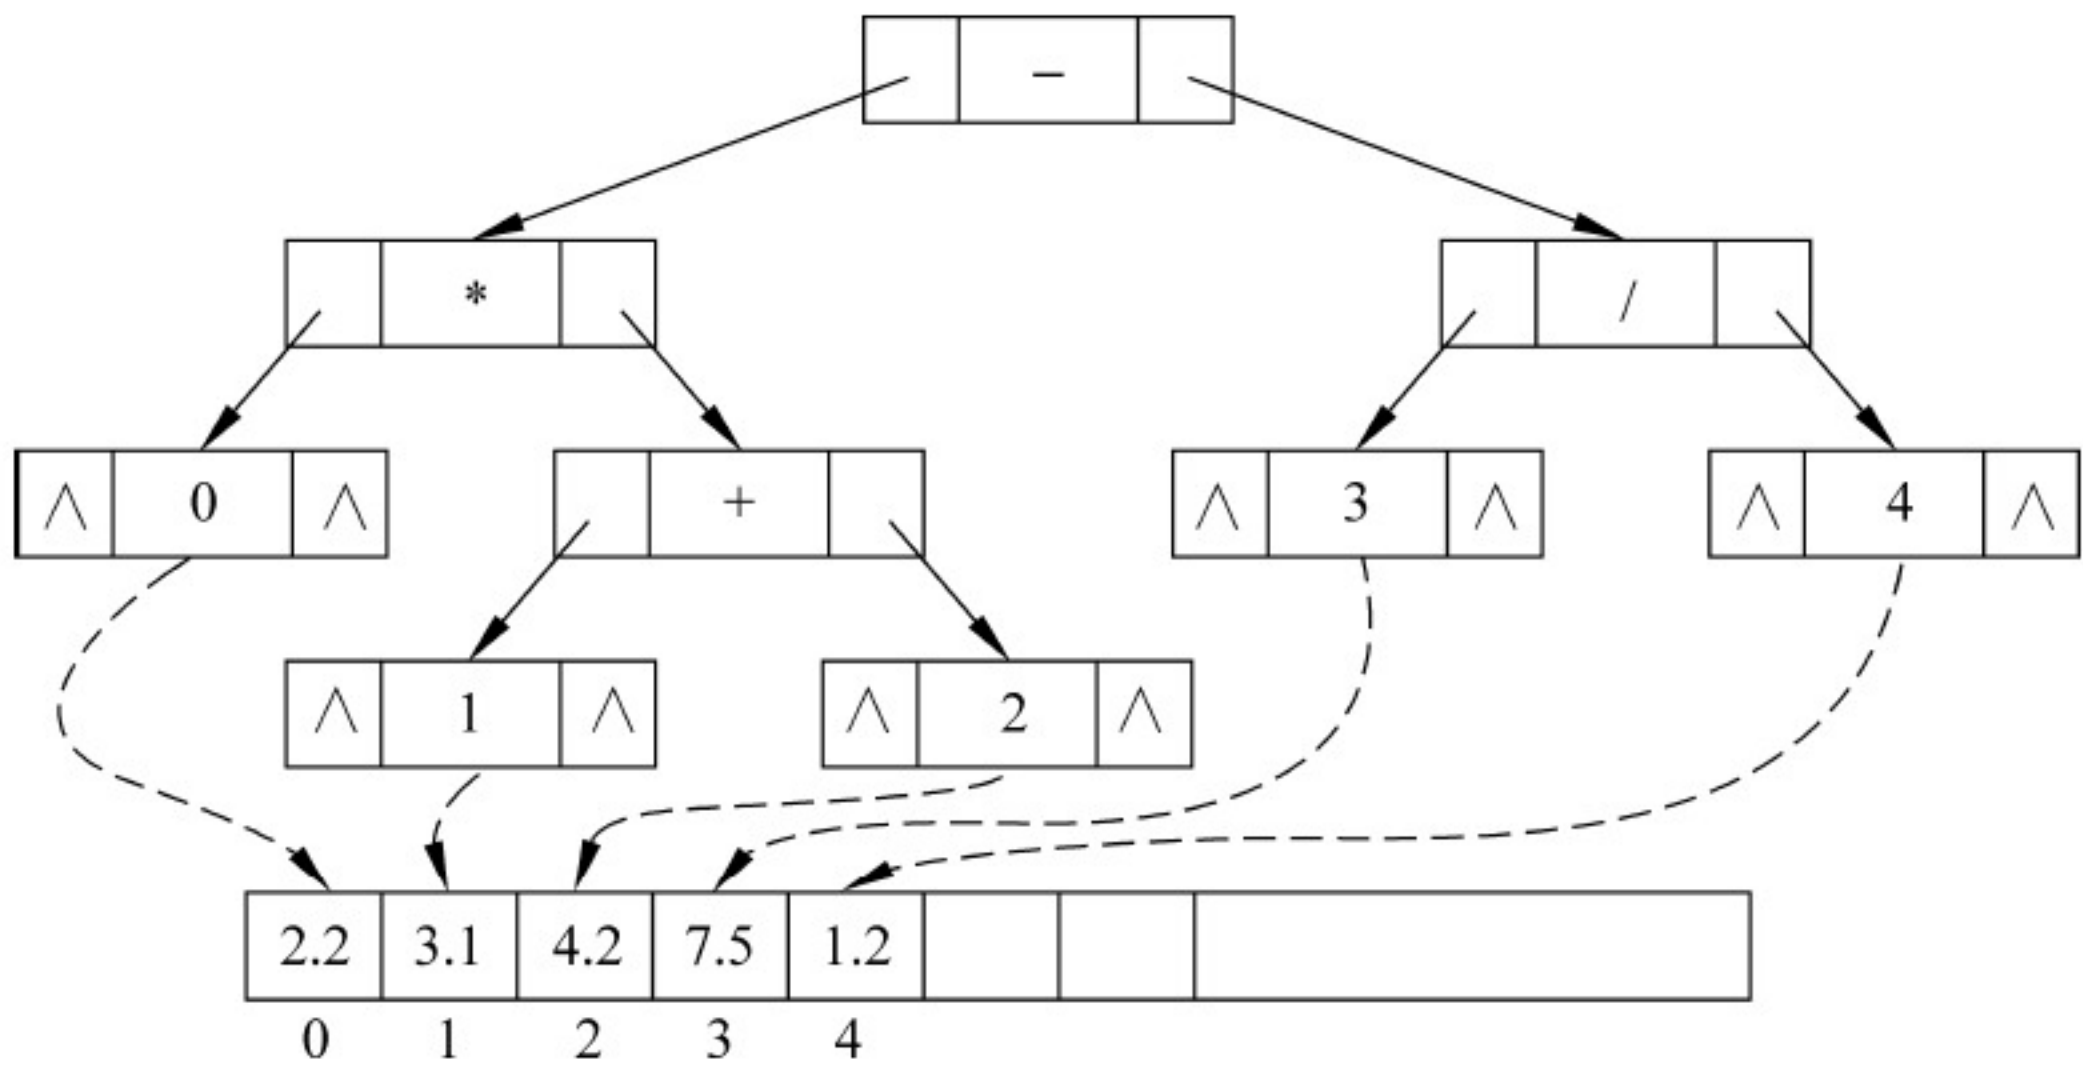 −
* /
∧ 0 ∧ + ∧ 3 ∧ ∧ 4 ∧
∧ 1 ∧ ∧ 2 ∧
2.2 3.1 4.2 7.5 1.2
0 1 2 3 4